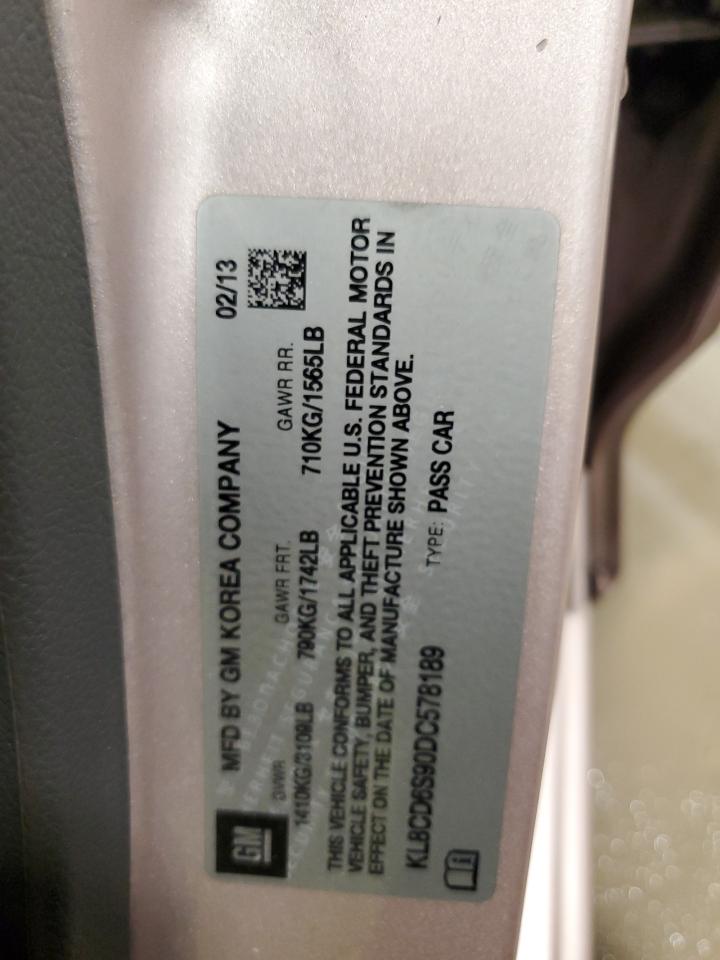 GM
MFD BY GM KOREA COMPANY 02/13
GVWR GAWR FRT. GAWR RR.
1410KG/3109LB 790KG/1742LB 710KG/1565LB
THIS VEHICLE CONFORMS TO ALL APPLICABLE U.S. FEDERAL MOTOR
VEHICLE SAFETY, BUMPER, AND THEFT PREVENTION STANDARDS IN
EFFECT ON THE DATE OF MANUFACTURE SHOWN ABOVE.
KL8CD6S90DC578189 TYPE: PASS CAR